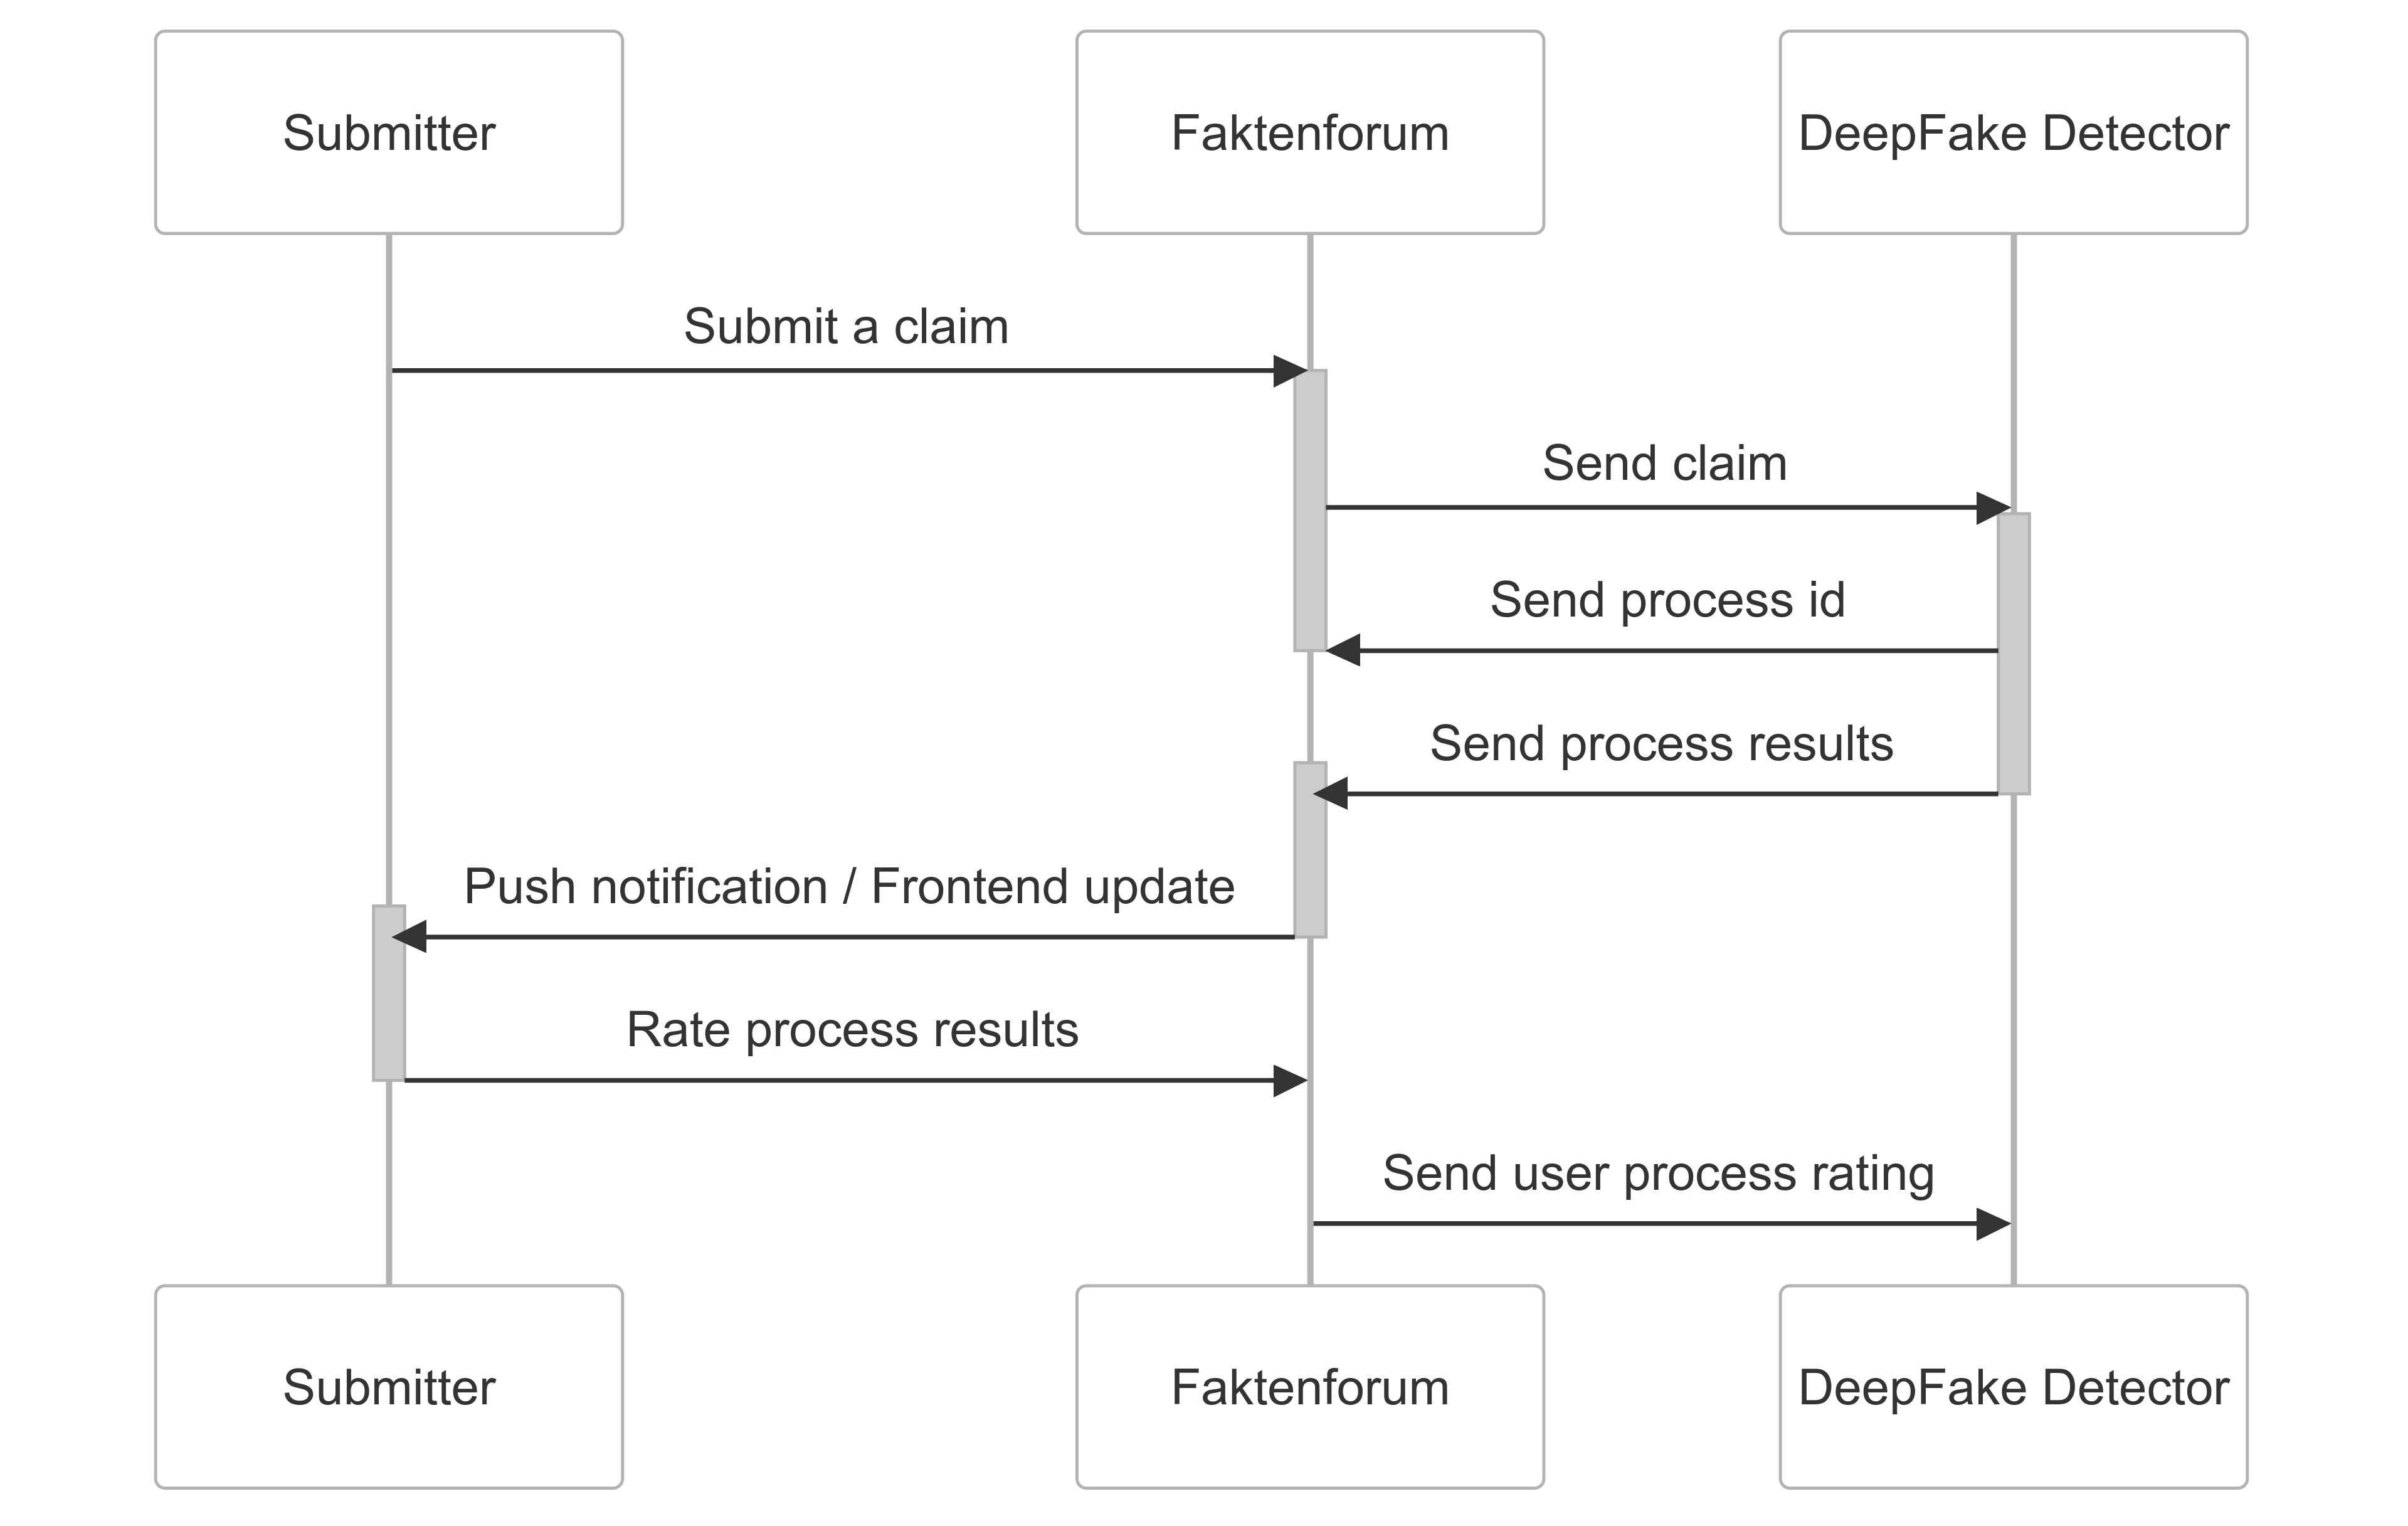 Submitter
Faktenforum
DeepFake Detector
Submit a claim
Send claim
Send process id
Send process results
Push notification / Frontend update
Rate process results
Send user process rating
Submitter
Faktenforum
DeepFake Detector